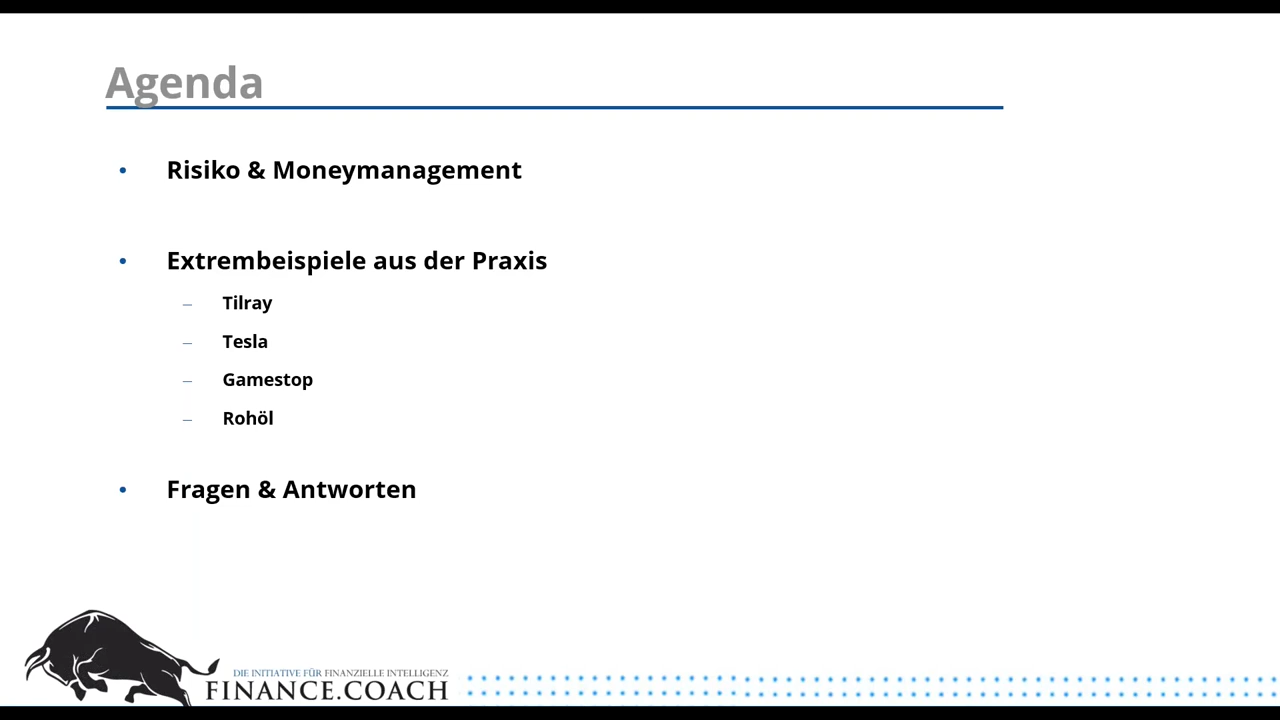 Agenda
• Risiko & Moneymanagement
• Extrembeispiele aus der Praxis
– Tilray
– Tesla
– Gamestop
– Rohöl
• Fragen & Antworten
DIE INITIATIVE FÜR FINANZIELLE INTELLIGENZ
FINANCE.COACH